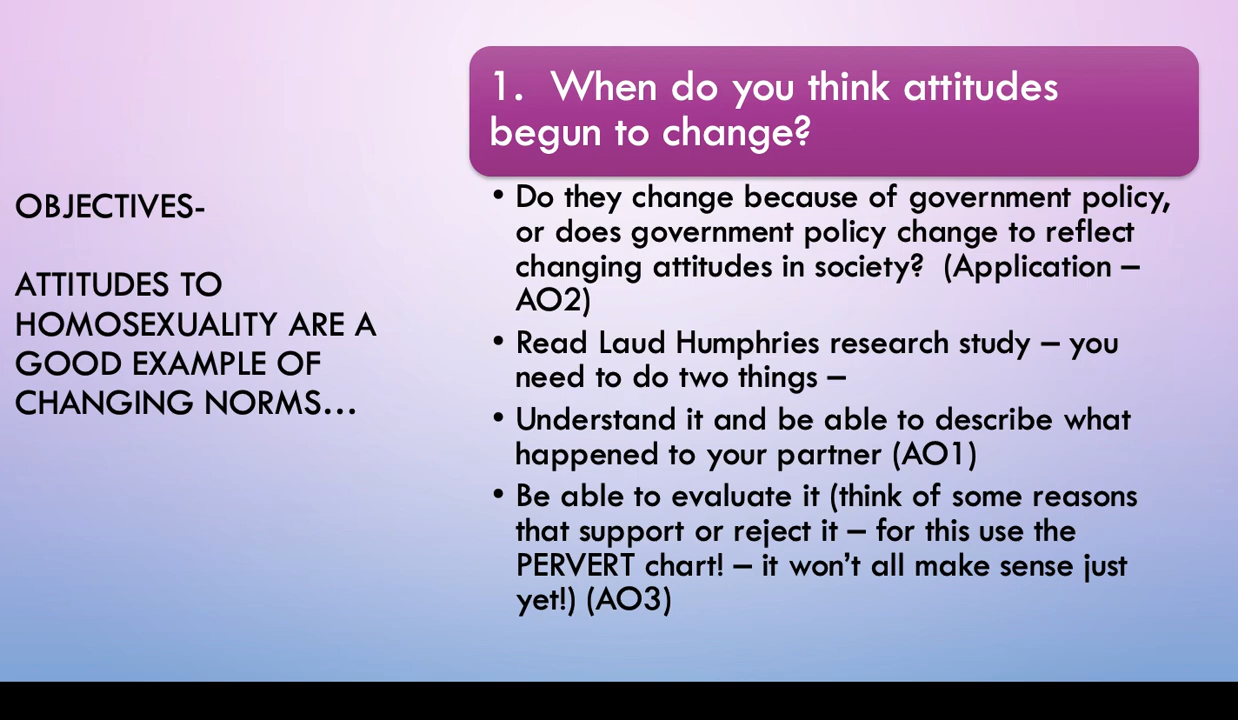 OBJECTIVES-
ATTITUDES TO
HOMOSEXUALITY ARE A
GOOD EXAMPLE OF
CHANGING NORMS…
1.  When do you think attitudes
begun to change?
• Do they change because of government policy,
or does government policy change to reflect
changing attitudes in society?  (Application –
AO2)
• Read Laud Humphries research study – you
need to do two things –
• Understand it and be able to describe what
happened to your partner (AO1)
• Be able to evaluate it (think of some reasons
that support or reject it – for this use the
PERVERT chart! – it won’t all make sense just
yet!) (AO3)